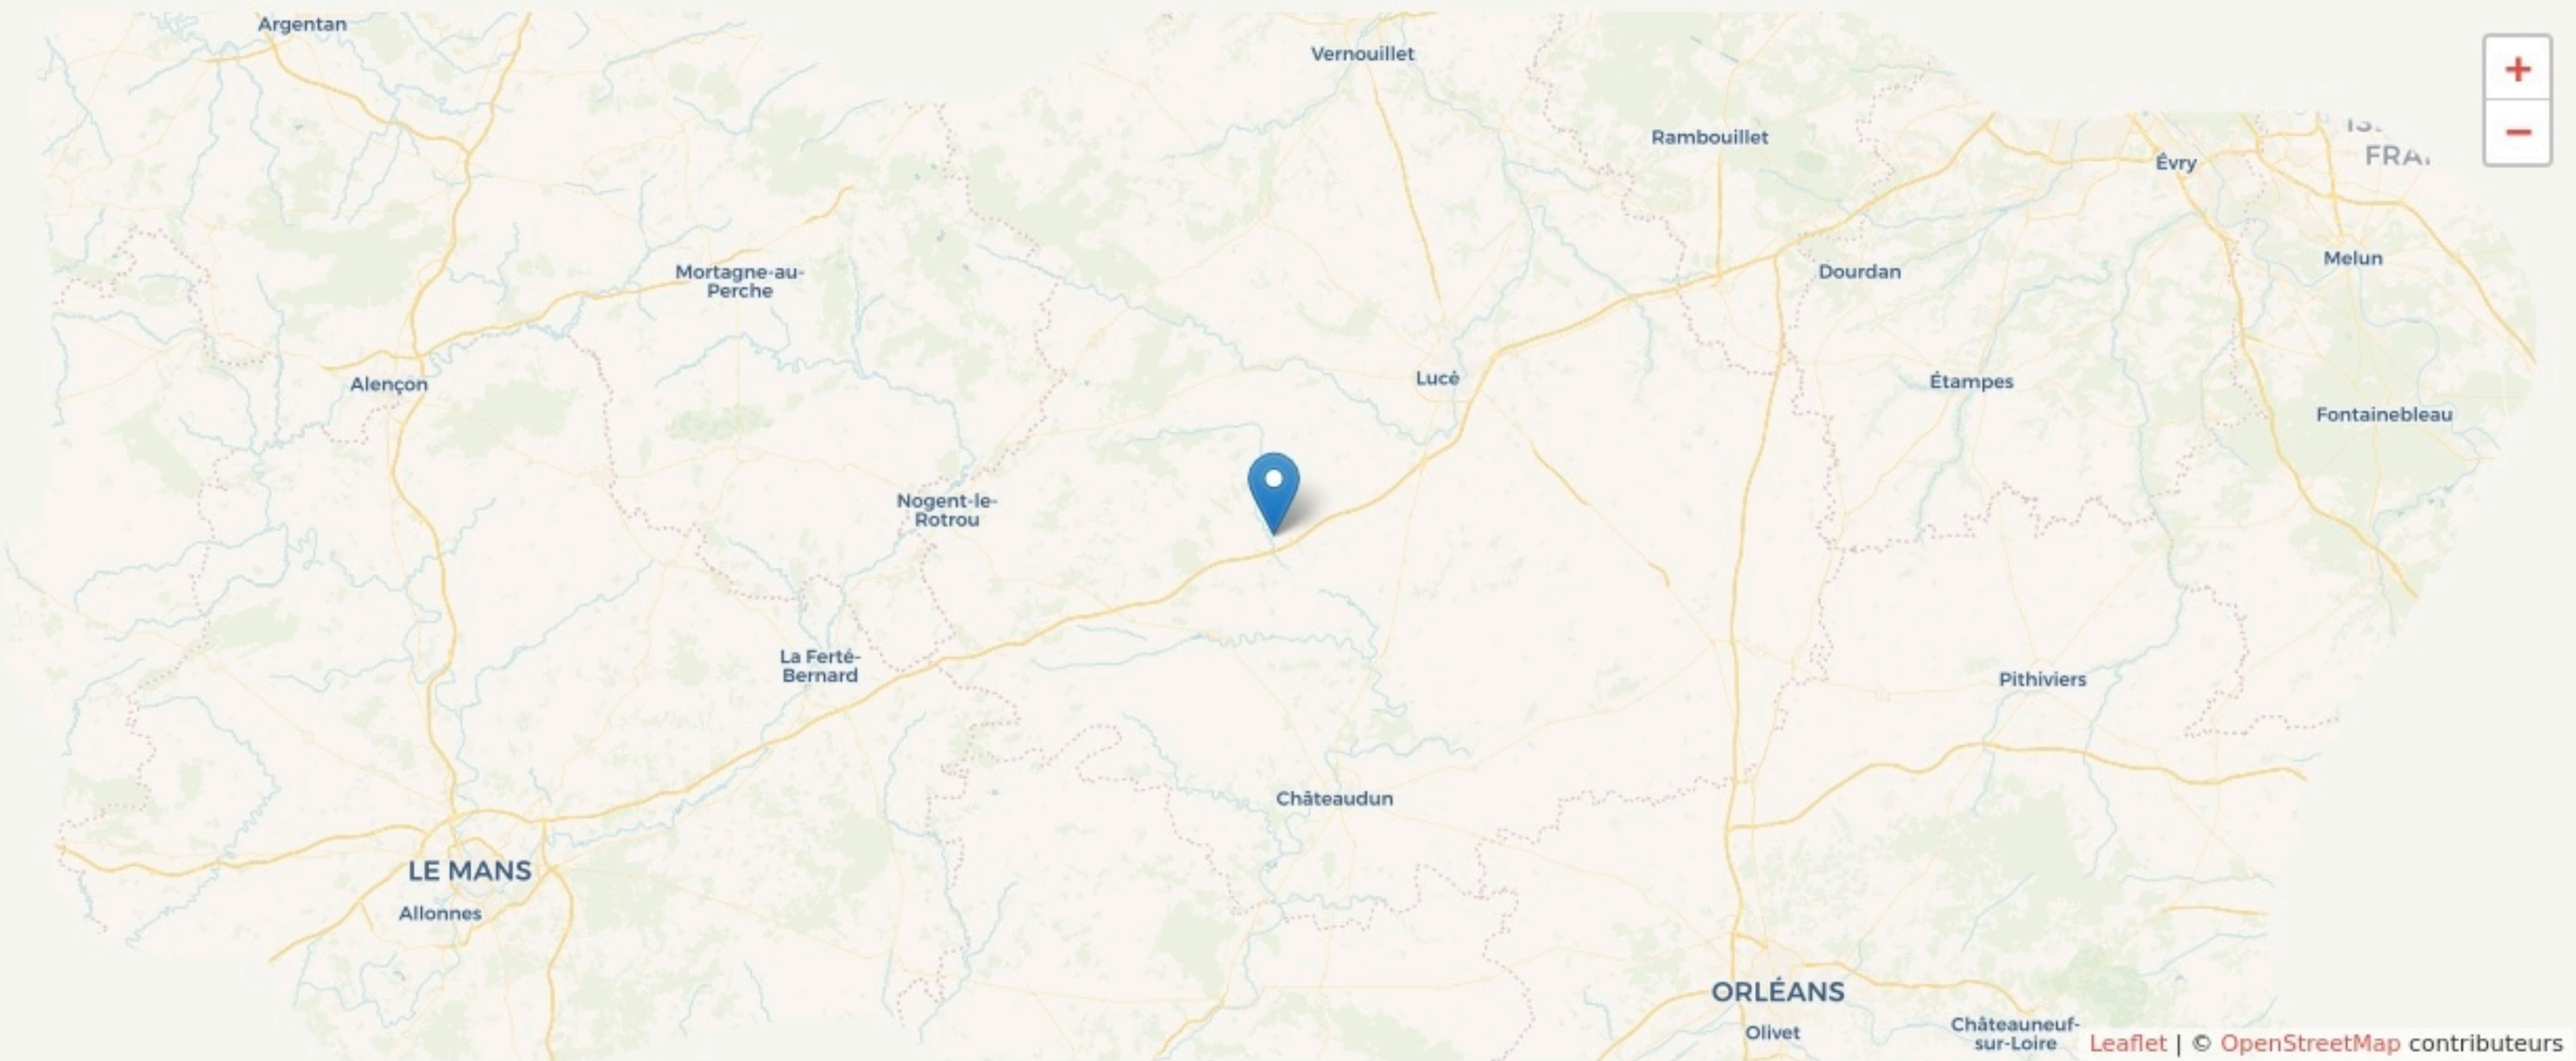 Argentan
Vernouillet
+
Rambouillet
−
Évry
FRA
Melun
Mortagne-au-
Perche
Dourdan
Alençon
Lucé
Étampes
Fontainebleau
Nogent-le-
Rotrou
La Ferté-
Bernard
Pithiviers
Châteaudun
LE MANS
Allonnes
ORLÉANS
Olivet
Châteauneuf-
sur-Loire
Leaflet | © OpenStreetMap contributeurs